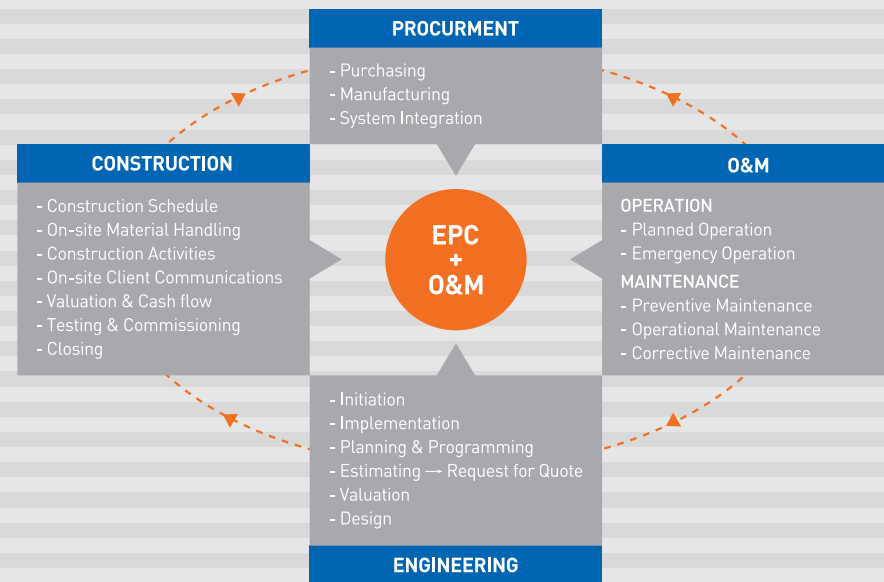 PROCURMENT
- Purchasing
- Manufacturing
- System Integration
CONSTRUCTION
- Construction Schedule
- On-site Material Handling
- Construction Activities
- On-site Client Communications
- Valuation & Cash flow
- Testing & Commissioning
- Closing
EPC
+
O&M
O&M
OPERATION
- Planned Operation
- Emergency Operation
MAINTENANCE
- Preventive Maintenance
- Operational Maintenance
- Corrective Maintenance
- Initiation
- Implementation
- Planning & Programming
- Estimating → Request for Quote
- Valuation
- Design
ENGINEERING